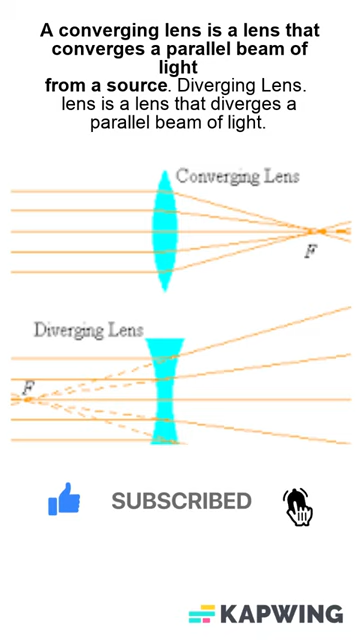 A converging lens is a lens that
converges a parallel beam of
light
from a source. Diverging Lens.
lens is a lens that diverges a
parallel beam of light.
Converging Lens
F
Diverging Lens
F
SUBSCRIBED
KAPWING